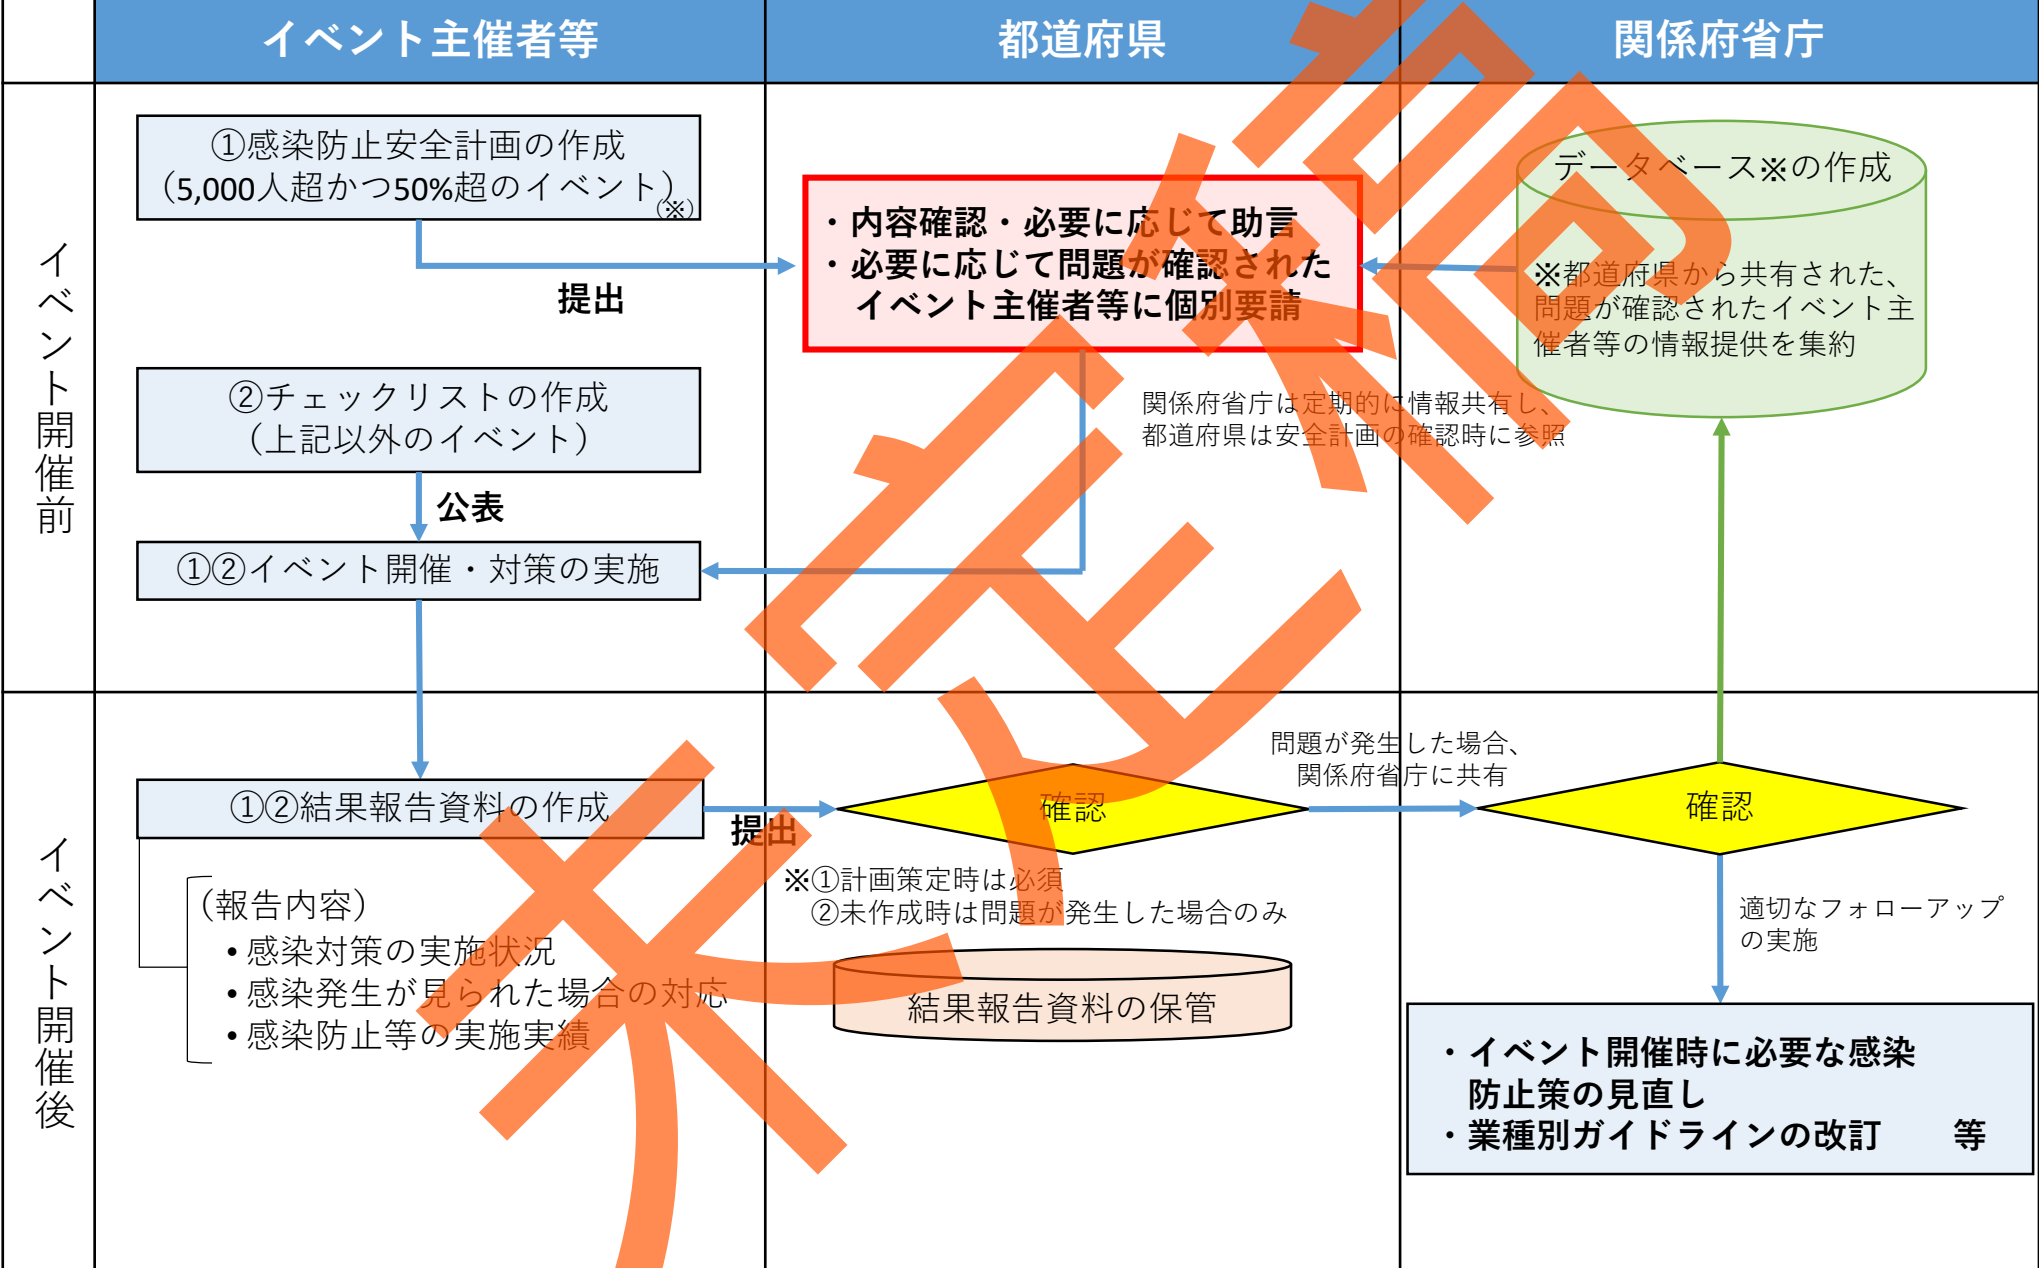 イベント主催者等
都道府県
関係府省庁
イベント開催前
①感染防止安全計画の作成
（5,000人超かつ50%超のイベント）
（※）
提出
・内容確認・必要に応じて助言
・必要に応じて問題が確認された
イベント主催者等に個別要請
データベース※の作成
※都道府県から共有された、
問題が確認されたイベント主
催者等の情報提供を集約
関係府省庁は定期的に情報共有し、
都道府県は安全計画の確認時に参照
②チェックリストの作成
（上記以外のイベント）
公表
①②イベント開催・対策の実施
イベント開催後
①②結果報告資料の作成
提出
確認
問題が発生した場合、
関係府省庁に共有
確認
（報告内容）
•感染対策の実施状況
•感染発生が見られた場合の対応
•感染防止等の実施実績
※①計画策定時は必須
②未作成時は問題が発生した場合のみ
結果報告資料の保管
適切なフォローアップ
の実施
・イベント開催時に必要な感染
防止策の見直し
・業種別ガイドラインの改訂　　等
未定稿